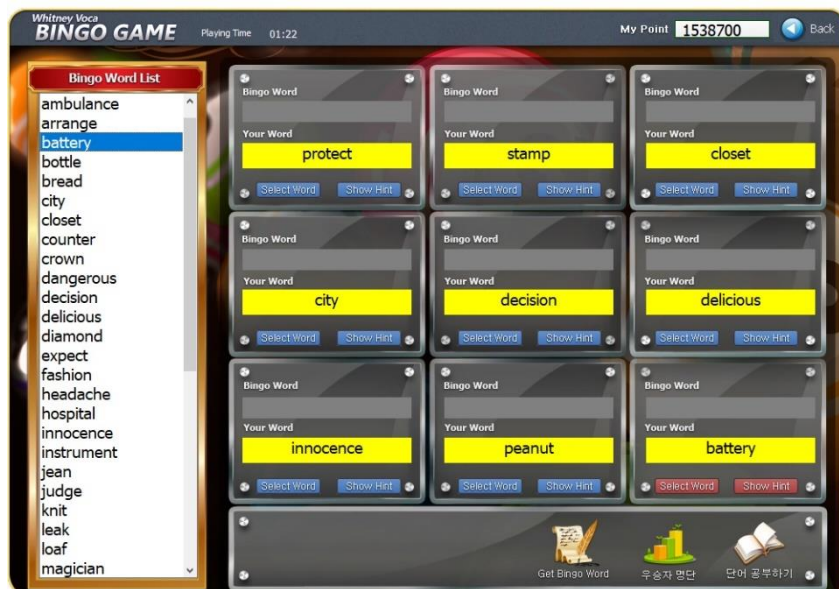 Whitney Voca
BINGO GAME
Playing Time 01:22
My Point 1538700
Back
Bingo Word List
ambulance
arrange
battery
bottle
bread
city
closet
counter
crown
dangerous
decision
delicious
diamond
expect
fashion
headache
hospital
innocence
instrument
jean
judge
knit
leak
loaf
magician
Bingo Word
Your Word
protect
Select Word Show Hint
Bingo Word
Your Word
stamp
Select Word Show Hint
Bingo Word
Your Word
closet
Select Word Show Hint
Bingo Word
Your Word
city
Select Word Show Hint
Bingo Word
Your Word
decision
Select Word Show Hint
Bingo Word
Your Word
delicious
Select Word Show Hint
Bingo Word
Your Word
innocence
Select Word Show Hint
Bingo Word
Your Word
peanut
Select Word Show Hint
Bingo Word
Your Word
battery
Select Word Show Hint
Get Bingo Word
우승자 명단
단어 공부하기